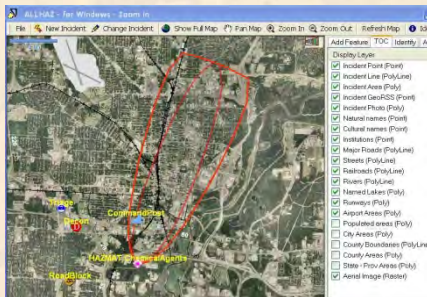 ALLHAZ - for Windows - Zoom in
File New Incident Change Incident Show Full Map Pan Map Zoom In Zoom Out Refresh Map
Add Feature TOC Identify
Display Layer
Incident Point (Point)
Incident Line (PolyLine)
Incident Area (Poly)
Incident GeoRSS (Point)
Incident Photo (Poly)
Natural names (Point)
Cultural names (Point)
Institutions (Point)
Major Roads (PolyLine)
Streets (PolyLine)
Railroads (PolyLine)
Rivers (PolyLine)
Named Lakes (Poly)
Runways (Poly)
Airport Areas (Poly)
Populated areas (Poly)
City Areas (Poly)
County Boundaries (PolyLine
County Areas (Poly)
State - Prov Areas (Poly)
Aerial Image (Raster)
Triage
Decon
CommandPost
HAZMAT ChemicalAgents
RoadBlock